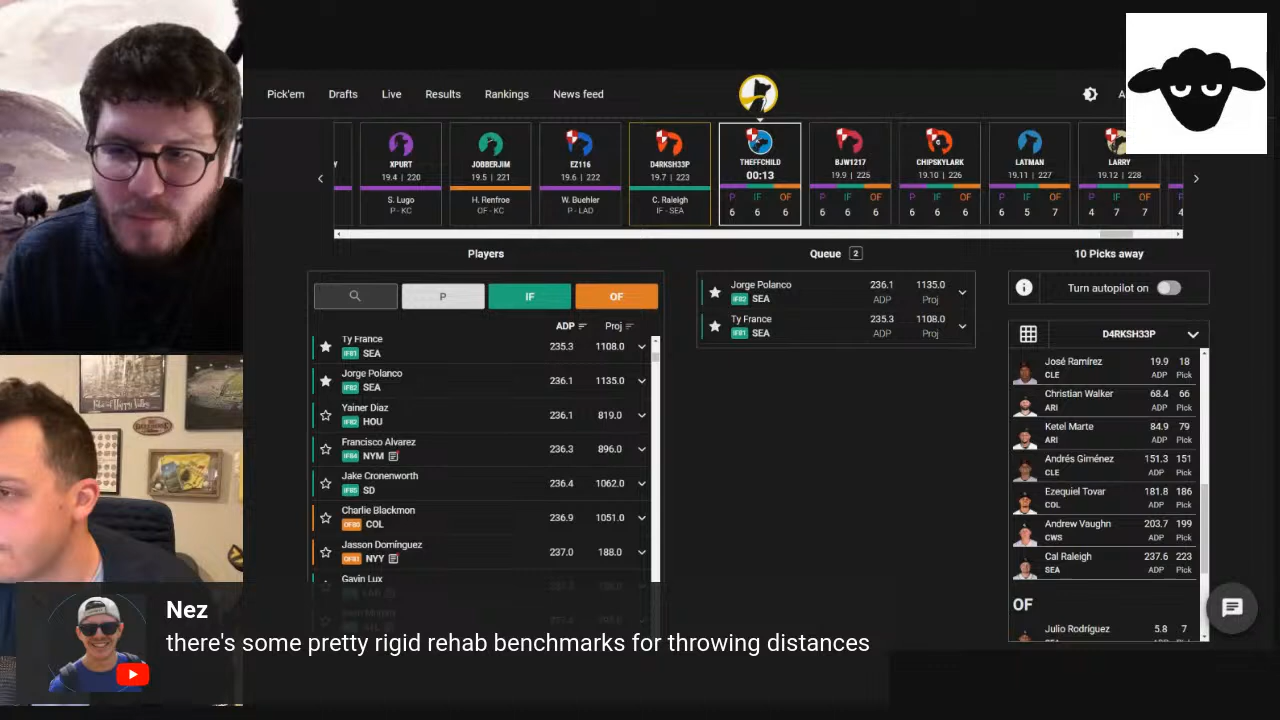 Pick'em Drafts Live Results Rankings News feed
XPURT JOBBERJIM EZ116 D4RKSH33P THEFFCHILD BJW1217 CHIPSKYLARK LATMAN LARRY
19.4 | 220 19.5 | 221 19.6 | 222 19.7 | 223 00:13 19.9 | 225 19.10 | 226 19.11 | 227 19.12 | 228
S. Lugo H. Renfroe W. Buehler C. Raleigh P IF OF P IF OF P IF OF P IF OF P IF OF
P - KC OF - KC P - LAD IF - SEA 6 6 6 6 6 6 6 6 6 6 5 7 4 7 7 4
Players
P IF OF
ADP Proj
Ty France 235.3 1108.0
IF81 SEA
Jorge Polanco 236.1 1135.0
IF82 SEA
Yainer Diaz 236.1 819.0
HOU
Francisco Alvarez 236.3 896.0
IF84 NYM
Jake Cronenworth 236.4 1062.0
IF85 SD
Charlie Blackmon 236.9 1051.0
COL
Jasson Domínguez 237.0 188.0
NYY
Gavin Lux
Queue 2
Jorge Polanco 236.1 1135.0
IF82 SEA ADP Proj
Ty France 235.3 1108.0
IF81 SEA ADP Proj
10 Picks away
Turn autopilot on
D4RKSH33P
José Ramírez 19.9 18
CLE ADP Pick
Christian Walker 68.4 66
ARI ADP Pick
Ketel Marte 84.9 79
ARI ADP Pick
Andrés Giménez 151.3 151
CLE ADP Pick
Ezequiel Tovar 181.8 186
COL ADP Pick
Andrew Vaughn 203.7 199
CWS ADP Pick
Cal Raleigh 237.6 223
SEA ADP Pick
OF
Julio Rodríguez 5.8 7
Nez
there's some pretty rigid rehab benchmarks for throwing distances